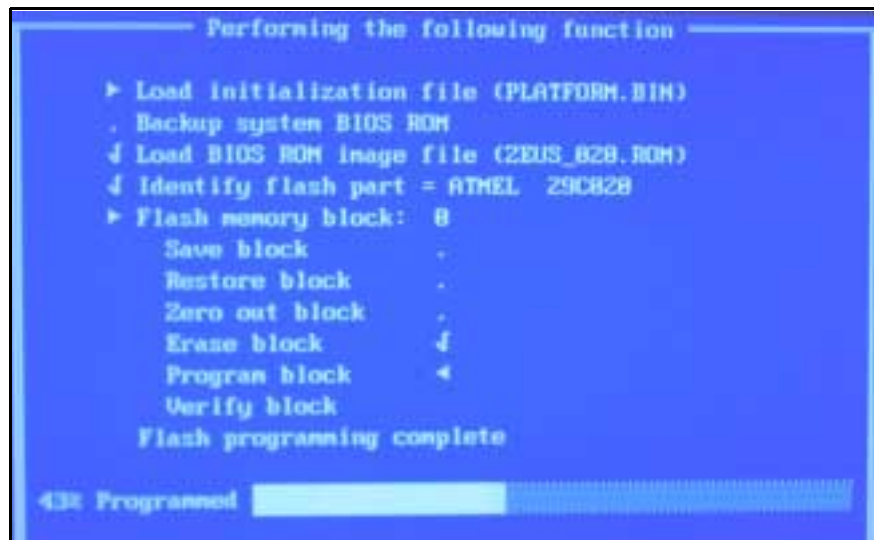 Performing the following function
► Load initialization file (PLATFORM.BIN)
. Backup system BIOS ROM
√ Load BIOS ROM image file (ZEUS_020.ROM)
√ Identify flash part = ATMEL 29C020
► Flash memory block: 0
Save block .
Restore block .
Zero out block .
Erase block √
Program block ◄
Verify block
Flash programming complete
43% Programmed